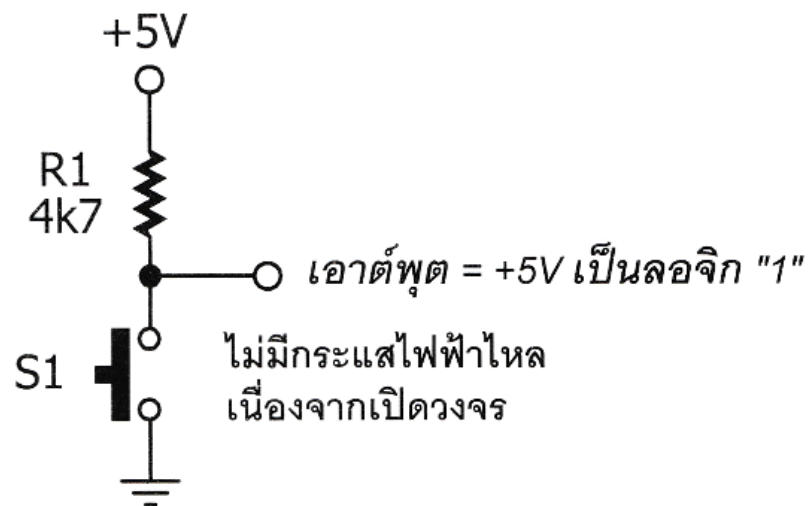 +5V
R1
4k7
เอาต์พุต = +5V เป็นลอจิก "1"
S1
ไม่มีกระแสไฟฟ้าไหล
เนื่องจากเปิดวงจร